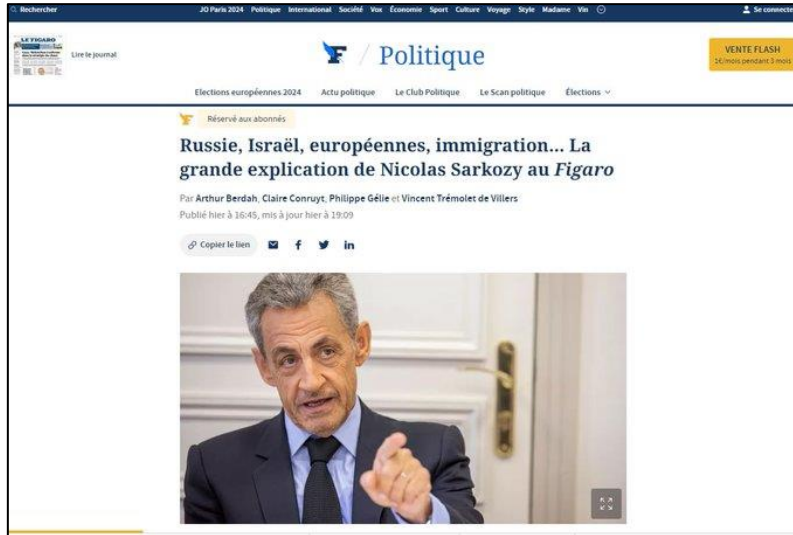 Rechercher
JO Paris 2024 Politique International Société Vox Économie Sport Culture Voyage Style Madame Vin
Se connecte
LE FIGARO
Lire le journal
F / Politique
VENTE FLASH
1€/mois pendant 3 mois
Elections européennes 2024 Actu politique Le Club Politique Le Scan politique Élections
Réservé aux abonnés
Russie, Israël, européennes, immigration... La
grande explication de Nicolas Sarkozy au Figaro
Par Arthur Berdah, Claire Conruyt, Philippe Gélie et Vincent Trémolet de Villers
Publié hier à 16:45, mis à jour hier à 19:09
Copier le lien f in